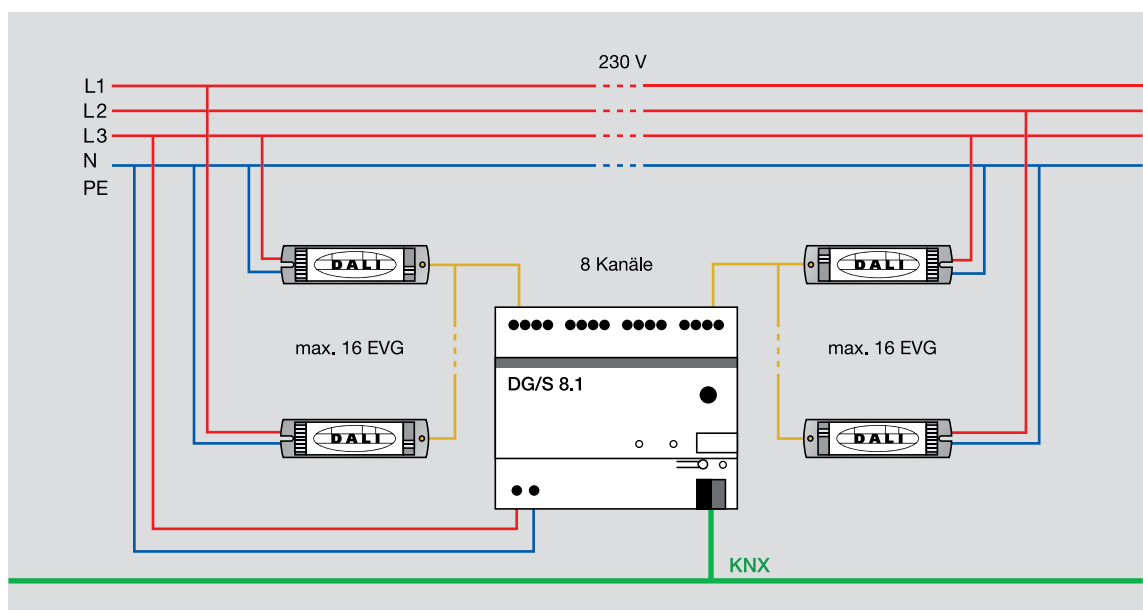 230 V
L1
L2
L3
N
PE
DALI
8 Kanäle
DALI
max. 16 EVG
max. 16 EVG
DG/S 8.1
DALI
DALI
KNX